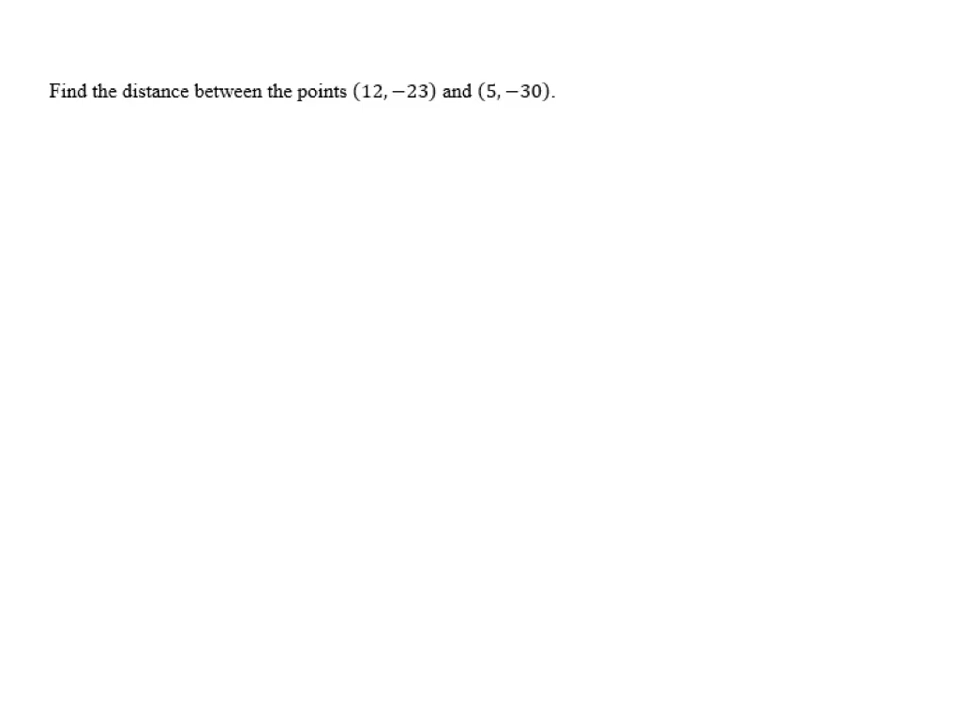 Find the distance between the points (12, −23) and (5, −30).